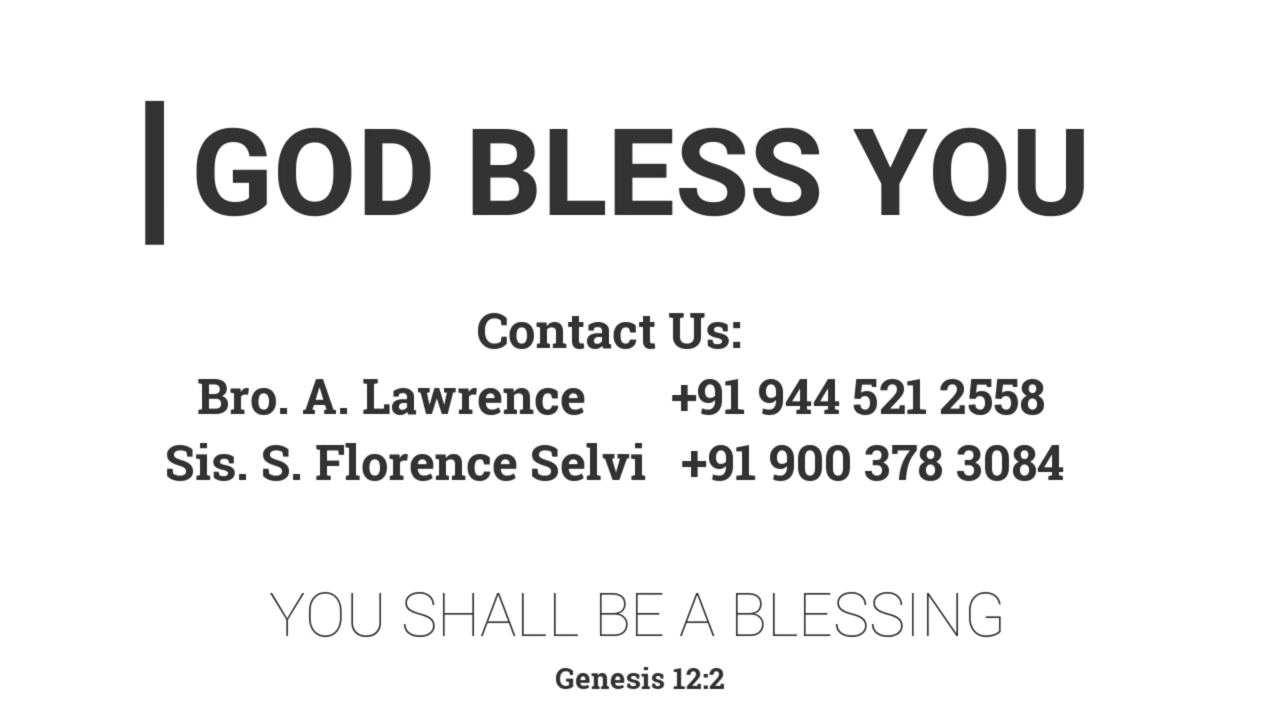 GOD BLESS YOU
Contact Us:
Bro. A. Lawrence +91 944 521 2558
Sis. S. Florence Selvi +91 900 378 3084
YOU SHALL BE A BLESSING
Genesis 12:2